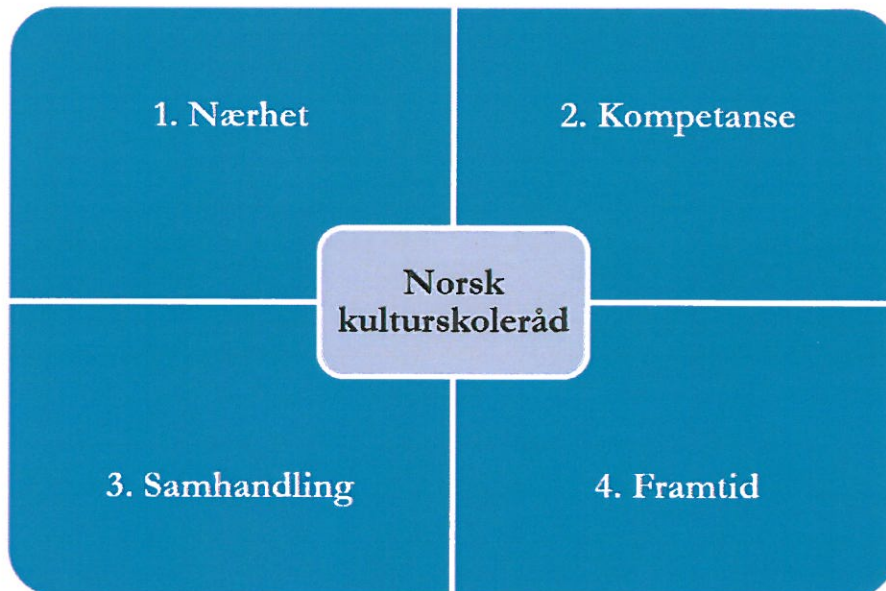 1. Nærhet
2. Kompetanse
Norsk
kulturskoleråd
3. Samhandling
4. Framtid